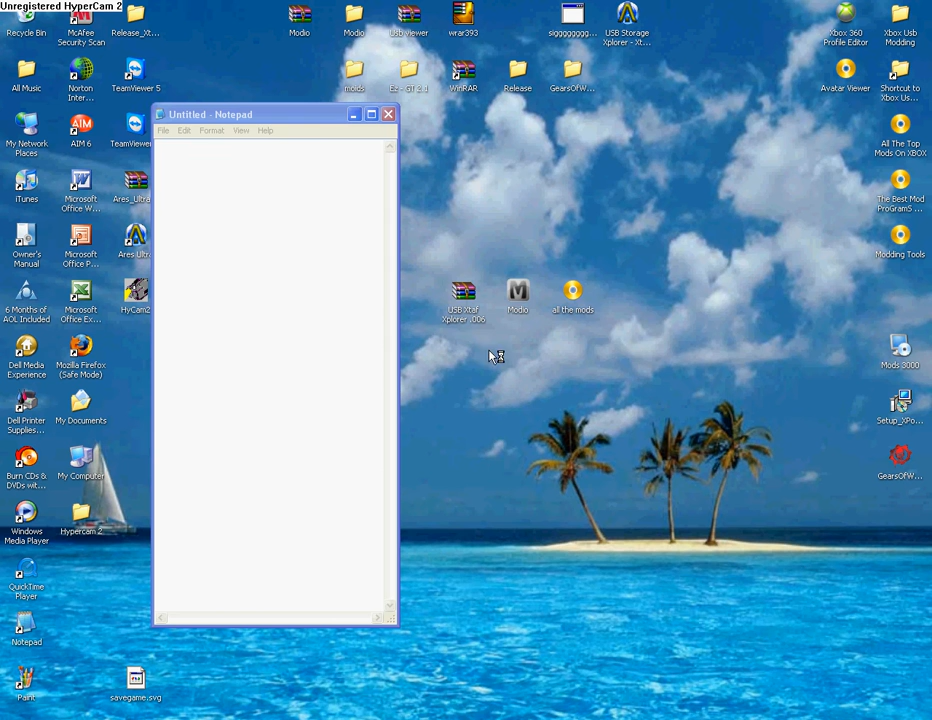 Unregistered HyperCam 2
Recycle Bin
McAfee
Security Scan
Release_Xt...
Modio
Modio
Usb viewer
wrar393
siggggggg...
USB Storage
Xplorer - Xt...
Xbox 360
Profile Editor
Xbox Usb
Modding
All Music
Norton
Inter...
TeamViewer 5
moids
Ez - GT 2.1
WinRAR
Release
GearsOfW...
Avatar Viewer
Shortcut to
Xbox Us...
Untitled - Notepad
File Edit Format View Help
My Network
Places
AIM 6
TeamViewer
All The Top
Mods On XBOX
iTunes
Microsoft
Office W...
Ares_Ultra
The Best Mod
ProGramS ...
Owner's
Manual
Microsoft
Office P...
Ares Ultra
Modding Tools
6 Months of
AOL Included
Microsoft
Office Ex...
HyCam2
USB Xtaf
Xplorer .006
Modio
all the mods
Dell Media
Experience
Mozilla Firefox
(Safe Mode)
Mods 3000
Dell Printer
Supplies...
My Documents
Setup_XPo...
Burn CDs &
DVDs wit...
My Computer
GearsOfW...
Windows
Media Player
Hypercam 2
QuickTime
Player
Notepad
Paint
savegame.svg